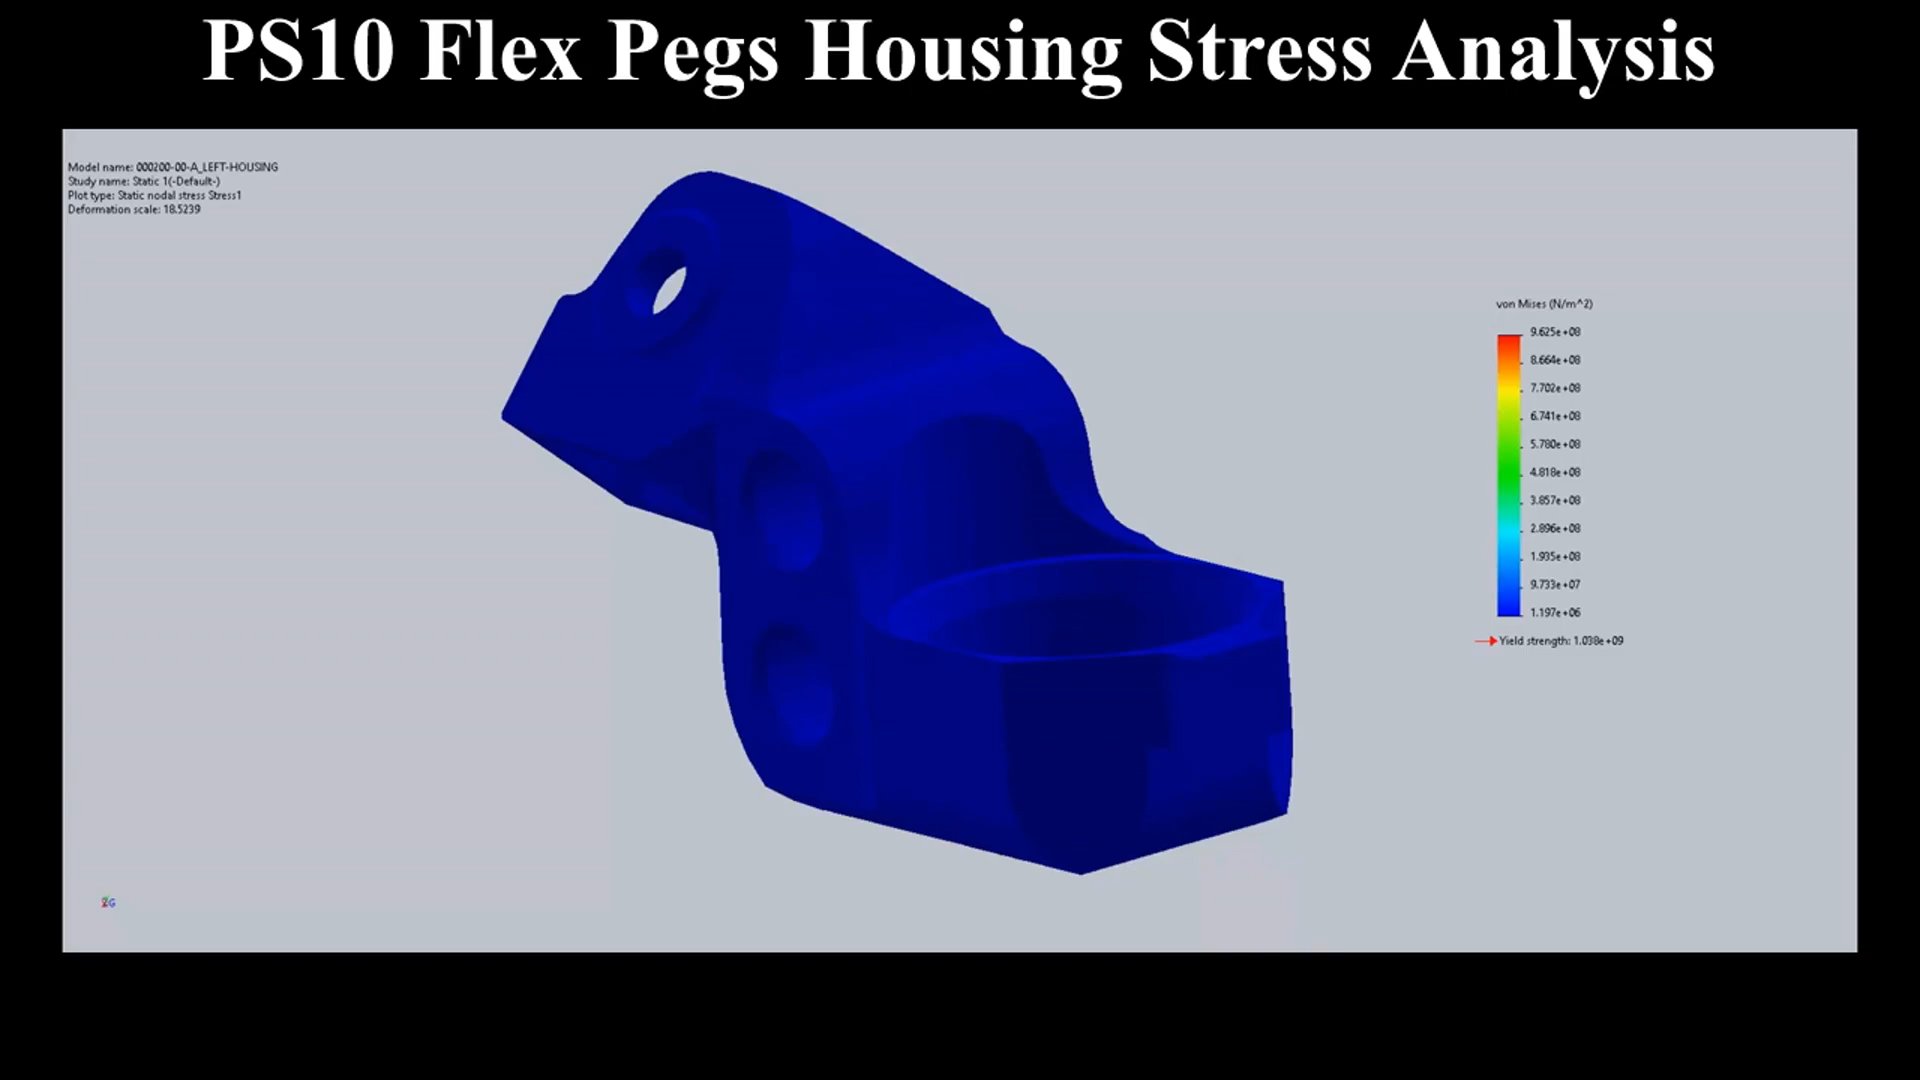 PS10 Flex Pegs Housing Stress Analysis
Model name: 000200-00-A_LEFT-HOUSING
Study name: Static 1(-Default-)
Plot type: Static nodal stress Stress1
Deformation scale: 18.5239
von Mises (N/m^2)
9.625e+08
8.664e+08
7.702e+08
6.741e+08
5.780e+08
4.818e+08
3.857e+08
2.896e+08
1.935e+08
9.733e+07
1.197e+06
Yield strength: 1.038e+09